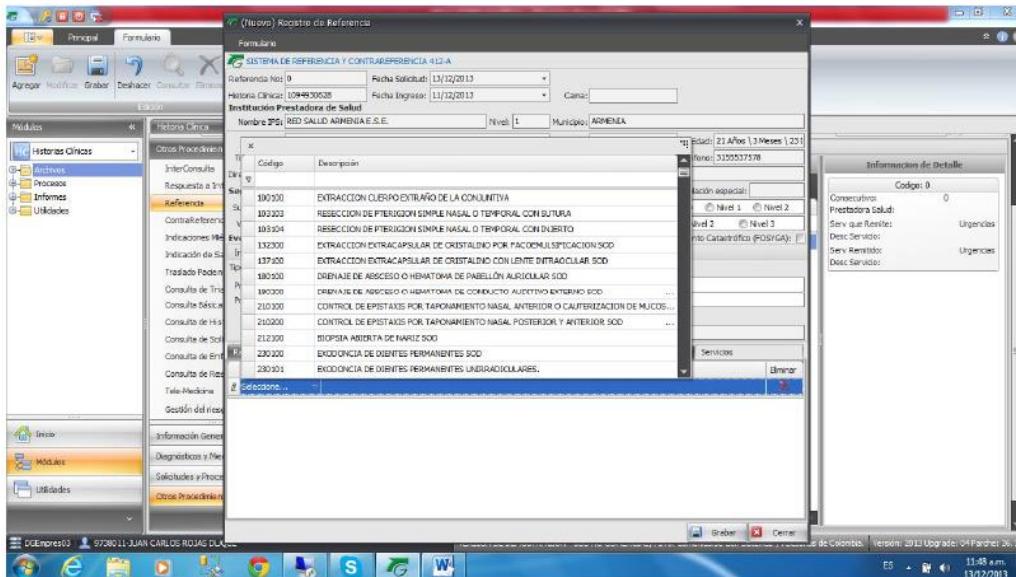 (Nuevo) Registro de Referencia
Principal Formulario
Formulario
SISTEMA DE REFERENCIA Y CONTRAREFERENCIA 412-A
Agregar Modificar Grabar Deshacer Consultar Eliminar
Edición
Referencia No: 0 Fecha Solicitud: 13/12/2013
Historia Clínica: 1094930628 Fecha Ingreso: 11/12/2013 Cama:
Institución Prestadora de Salud
Nombre IPS: RED SALUD ARMENIA E.S.E. Nivel: 1 Municipio: ARMENIA
Edad: 21 Años \ 3 Meses \ 23
3155537578
Nivel 1 Nivel 2
Nivel 2 Nivel 3
Catastrófico (FOSYGA):
Módulos
Historias Clínicas
Archivos
Procesos
Informes
Utilidades
Historia Clínica
Otros Procedimien
InterConsulta
Respuesta a Int
Referencia
ContraReferenc
Indicaciones Mé
Indicación de Sa
Traslado Pacien
Consulta de Tria
Consulta Básica
Consulta de His
Consulta de Soli
Consulta de Enf
Consulta de Res
Tele-Medicina
Gestión del ries
Información Gener
Diagnósticos y Me
Solicitudes y Proce
Otros Procedimien
Código Descripción
100100 EXTRACCION CUERPO EXTRAÑO DE LA CONJUNTIVA
103103 RESECCION DE PTERIGION SIMPLE NASAL O TEMPORAL CON SUTURA
103104 RESECCION DE PTERIGION SIMPLE NASAL O TEMPORAL CON INJERTO
132300 EXTRACCION EXTRACAPSULAR DE CRISTALINO POR FACOEMULSIFICACION SOD
137100 EXTRACCION EXTRACAPSULAR DE CRISTALINO CON LENTE INTRAOCULAR SOD
180100 DRENAJE DE ABSCESO O HEMATOMA DE PABELLÓN AURICULAR SOD
190300 DRENAJE DE ABSCESO O HEMATOMA DE CONDUCTO AUDITIVO EXTERNO SOD ...
210100 CONTROL DE EPISTAXIS POR TAPONAMIENTO NASAL ANTERIOR O CAUTERIZACION DE MUCOS...
210200 CONTROL DE EPISTAXIS POR TAPONAMIENTO NASAL POSTERIOR Y ANTERIOR SOD ...
212100 BIOPSIA ABIERTA DE NARIZ SOD
230100 EXODONCIA DE DIENTES PERMANENTES SOD
230101 EXODONCIA DE DIENTES PERMANENTES UNIRRADICULARES.
Servicios
Eliminar
Seleccione...
Informacion de Detalle
Codigo: 0
Consecutivo: 0
Prestadora Salud:
Serv que Remite: Urgencias
Desc Servicio:
Serv Remitido: Urgencias
Desc Servicio:
Inicio
Módulos
Utilidades
Grabar Cerrar
DGEmpres03 9738011-JUAN CARLOS ROJAS DUQUE
de Colombia. Version: 2013 Upgrade: 04 Parche: 26.
ES 11:48 a.m.
13/12/2013